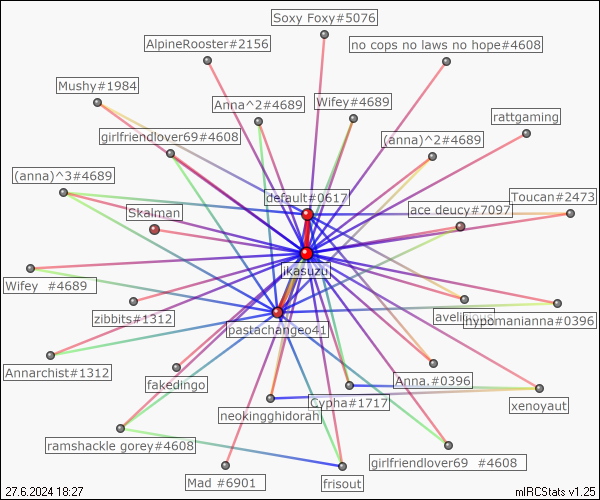 Soxy Foxy#5076
AlpineRooster#2156
no cops no laws no hope#4608
Mushy#1984
Anna^2#4689
Wifey#4689
rattgaming
girlfriendlover69#4608
(anna)^2#4689
(anna)^3#4689
default#0617
Toucan#2473
Skalman
ace deucy#7097
ikasuzu
Wifey #4689
zibbits#1312
pastachangeo41
hypomanianna#0396
Annarchist#1312
fakedingo
Anna.#0396
neokingghidorah
Cypha#1717
xenoyaut
ramshackle gorey#4608
girlfriendlover69 #4608
Mad #6901
frisout
27.6.2024 18:27
mIRCStats v1.25